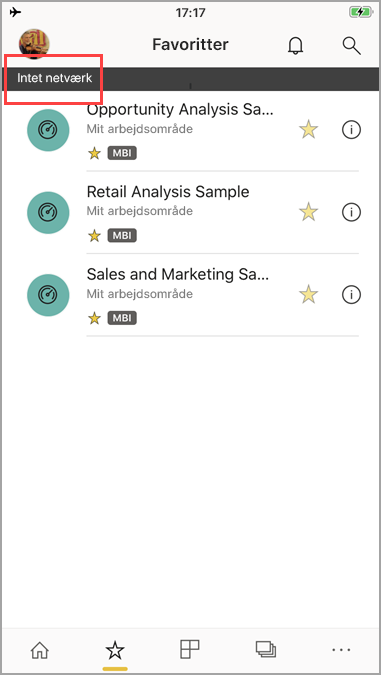 17:17
Favoritter
Intet netværk
Opportunity Analysis Sa...
Mit arbejdsområde
MBI
Retail Analysis Sample
Mit arbejdsområde
MBI
Sales and Marketing Sa...
Mit arbejdsområde
MBI